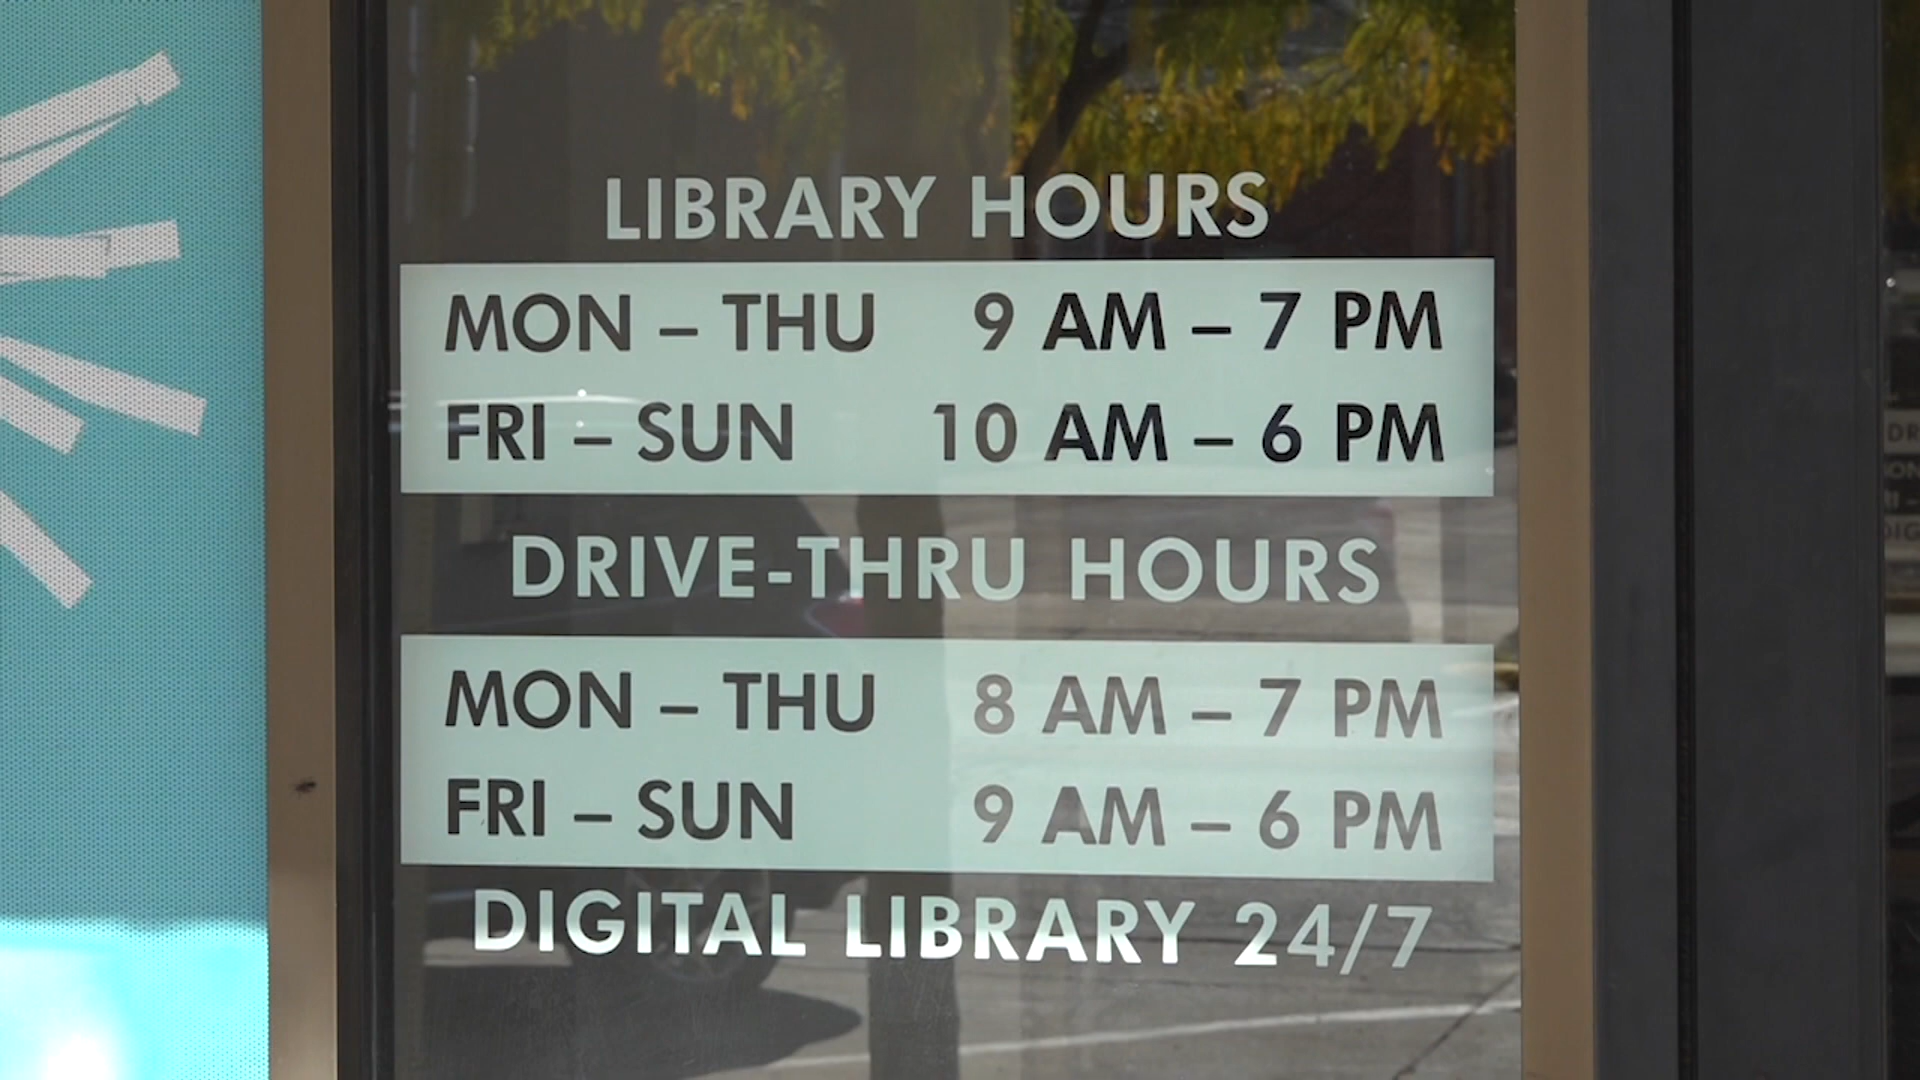 LIBRARY HOURS
MON – THU 9 AM – 7 PM
FRI – SUN 10 AM – 6 PM
DRIVE-THRU HOURS
MON – THU 8 AM – 7 PM
FRI – SUN 9 AM – 6 PM
DIGITAL LIBRARY 24/7